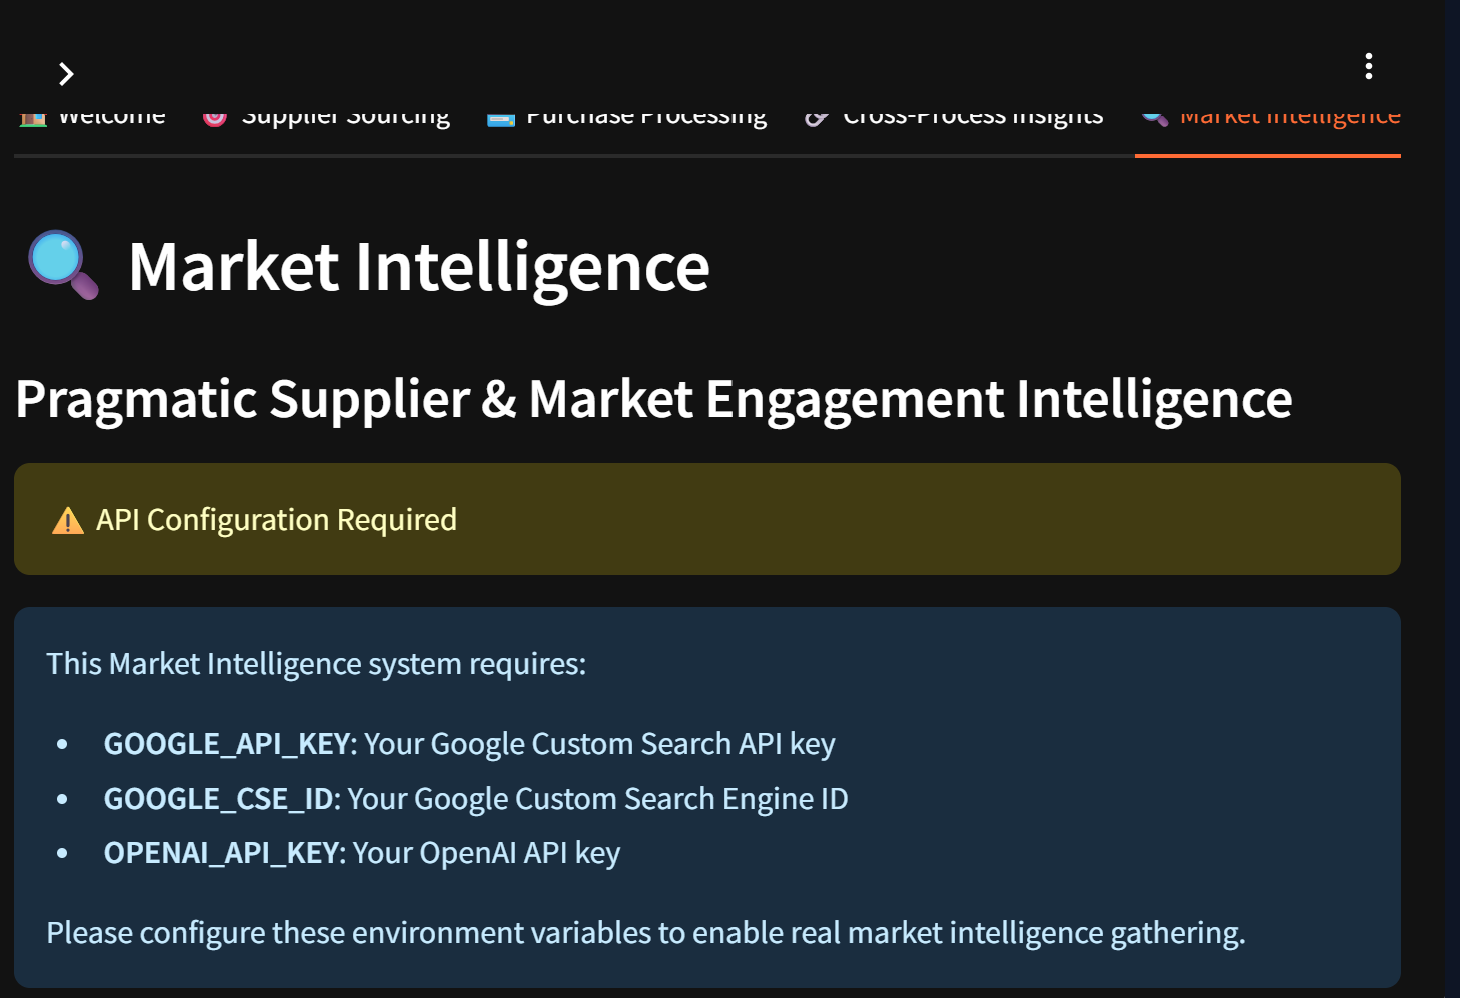 Welcome Supplier Sourcing Purchase Processing Cross-Process Insights Market Intelligence
Market Intelligence
Pragmatic Supplier & Market Engagement Intelligence
API Configuration Required
This Market Intelligence system requires:
• GOOGLE_API_KEY: Your Google Custom Search API key
• GOOGLE_CSE_ID: Your Google Custom Search Engine ID
• OPENAI_API_KEY: Your OpenAI API key
Please configure these environment variables to enable real market intelligence gathering.